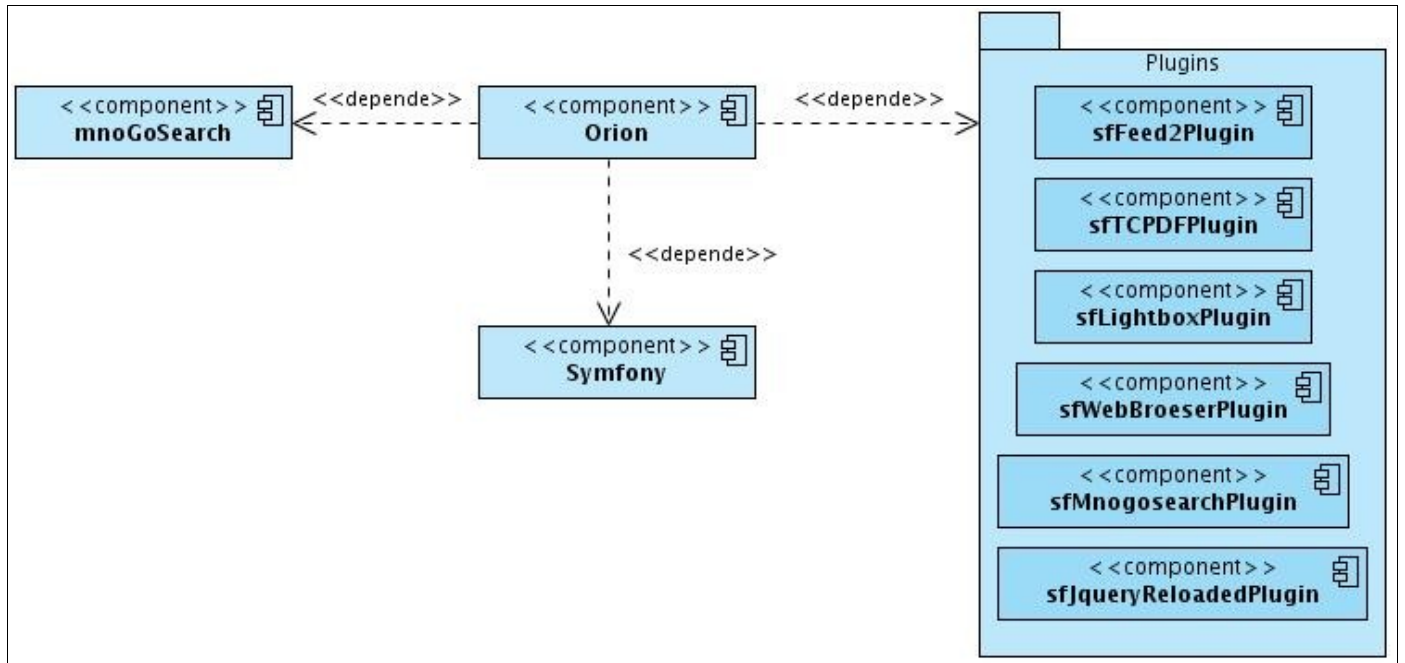 Plugins
<<component>>
mnoGoSearch
<<depende>>
<<component>>
Orion
<<depende>>
<<component>>
sfFeed2Plugin
<<component>>
sfTCPDFPlugin
<<depende>>
<<component>>
sfLightboxPlugin
<<component>>
Symfony
<<component>>
sfWebBroeserPlugin
<<component>>
sfMnogosearchPlugin
<<component>>
sfJqueryReloadedPlugin